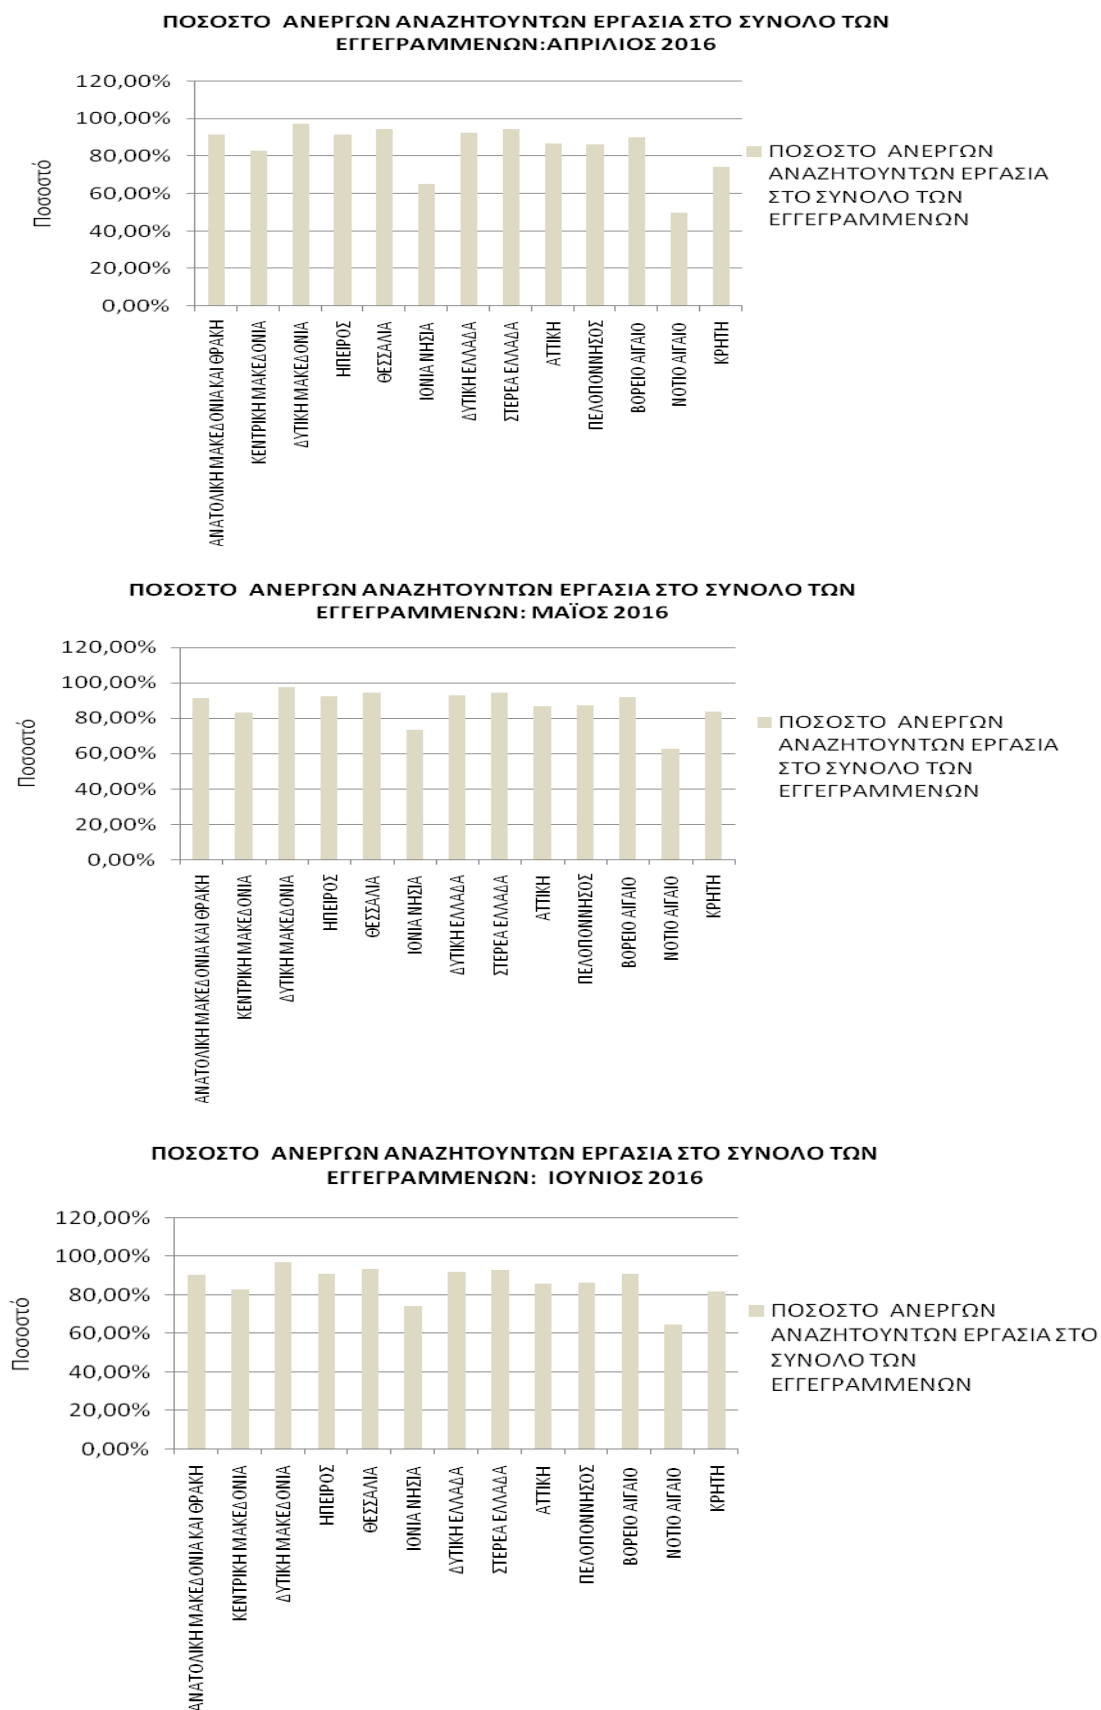 ΠΟΣΟΣΤΟ ΑΝΕΡΓΩΝ ΑΝΑΖΗΤΟΥΝΤΩΝ ΕΡΓΑΣΙΑ ΣΤΟ ΣΥΝΟΛΟ ΤΩΝ
ΕΓΓΕΓΡΑΜΜΕΝΩΝ:ΑΠΡΙΛΙΟΣ 2016
120,00%
100,00%
80,00%
60,00%
40,00%
20,00%
0,00%
Ποσοστό
ΑΝΑΤΟΛΙΚΗ ΜΑΚΕΔΟΝΙΑ ΚΑΙ ΘΡΑΚΗ
ΚΕΝΤΡΙΚΗ ΜΑΚΕΔΟΝΙΑ
ΔΥΤΙΚΗ ΜΑΚΕΔΟΝΙΑ
ΗΠΕΙΡΟΣ
ΘΕΣΣΑΛΙΑ
ΙΟΝΙΑ ΝΗΣΙΑ
ΔΥΤΙΚΗ ΕΛΛΑΔΑ
ΣΤΕΡΕΑ ΕΛΛΑΔΑ
ΑΤΤΙΚΗ
ΠΕΛΟΠΟΝΝΗΣΟΣ
ΒΟΡΕΙΟ ΑΙΓΑΙΟ
ΝΟΤΙΟ ΑΙΓΑΙΟ
ΚΡΗΤΗ
ΠΟΣΟΣΤΟ ΑΝΕΡΓΩΝ
ΑΝΑΖΗΤΟΥΝΤΩΝ ΕΡΓΑΣΙΑ
ΣΤΟ ΣΥΝΟΛΟ ΤΩΝ
ΕΓΓΕΓΡΑΜΜΕΝΩΝ
ΠΟΣΟΣΤΟ ΑΝΕΡΓΩΝ ΑΝΑΖΗΤΟΥΝΤΩΝ ΕΡΓΑΣΙΑ ΣΤΟ ΣΥΝΟΛΟ ΤΩΝ
ΕΓΓΕΓΡΑΜΜΕΝΩΝ: ΜΑΪΟΣ 2016
120,00%
100,00%
80,00%
60,00%
40,00%
20,00%
0,00%
Ποσοστό
ΑΝΑΤΟΛΙΚΗ ΜΑΚΕΔΟΝΙΑ ΚΑΙ ΘΡΑΚΗ
ΚΕΝΤΡΙΚΗ ΜΑΚΕΔΟΝΙΑ
ΔΥΤΙΚΗ ΜΑΚΕΔΟΝΙΑ
ΗΠΕΙΡΟΣ
ΘΕΣΣΑΛΙΑ
ΙΟΝΙΑ ΝΗΣΙΑ
ΔΥΤΙΚΗ ΕΛΛΑΔΑ
ΣΤΕΡΕΑ ΕΛΛΑΔΑ
ΑΤΤΙΚΗ
ΠΕΛΟΠΟΝΝΗΣΟΣ
ΒΟΡΕΙΟ ΑΙΓΑΙΟ
ΝΟΤΙΟ ΑΙΓΑΙΟ
ΚΡΗΤΗ
ΠΟΣΟΣΤΟ ΑΝΕΡΓΩΝ
ΑΝΑΖΗΤΟΥΝΤΩΝ ΕΡΓΑΣΙΑ
ΣΤΟ ΣΥΝΟΛΟ ΤΩΝ
ΕΓΓΕΓΡΑΜΜΕΝΩΝ
ΠΟΣΟΣΤΟ ΑΝΕΡΓΩΝ ΑΝΑΖΗΤΟΥΝΤΩΝ ΕΡΓΑΣΙΑ ΣΤΟ ΣΥΝΟΛΟ ΤΩΝ
ΕΓΓΕΓΡΑΜΜΕΝΩΝ: ΙΟΥΝΙΟΣ 2016
120,00%
100,00%
80,00%
60,00%
40,00%
20,00%
0,00%
Ποσοστό
ΑΝΑΤΟΛΙΚΗ ΜΑΚΕΔΟΝΙΑ ΚΑΙ ΘΡΑΚΗ
ΚΕΝΤΡΙΚΗ ΜΑΚΕΔΟΝΙΑ
ΔΥΤΙΚΗ ΜΑΚΕΔΟΝΙΑ
ΗΠΕΙΡΟΣ
ΘΕΣΣΑΛΙΑ
ΙΟΝΙΑ ΝΗΣΙΑ
ΔΥΤΙΚΗ ΕΛΛΑΔΑ
ΣΤΕΡΕΑ ΕΛΛΑΔΑ
ΑΤΤΙΚΗ
ΠΕΛΟΠΟΝΝΗΣΟΣ
ΒΟΡΕΙΟ ΑΙΓΑΙΟ
ΝΟΤΙΟ ΑΙΓΑΙΟ
ΚΡΗΤΗ
ΠΟΣΟΣΤΟ ΑΝΕΡΓΩΝ
ΑΝΑΖΗΤΟΥΝΤΩΝ ΕΡΓΑΣΙΑ ΣΤΟ
ΣΥΝΟΛΟ ΤΩΝ
ΕΓΓΕΓΡΑΜΜΕΝΩΝ